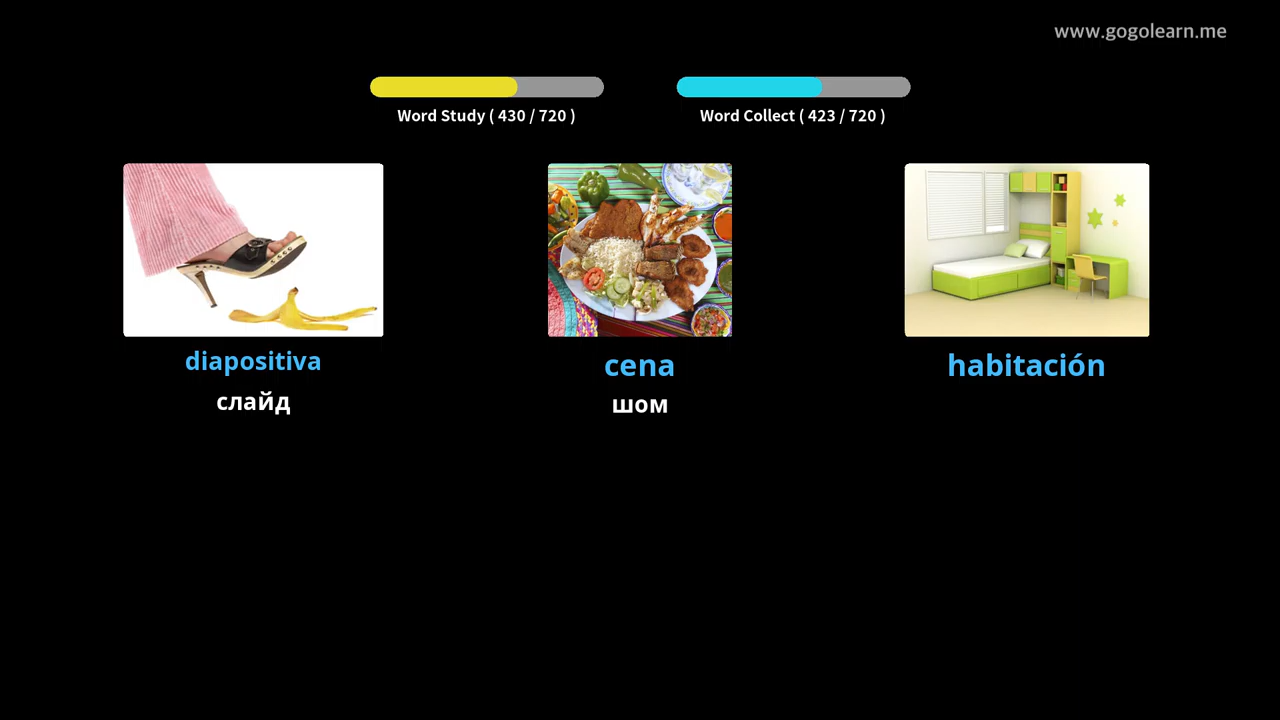 www.gogolearn.me
Word Study ( 430 / 720 )
Word Collect ( 423 / 720 )
diapositiva
cena
habitación
слайд
шом